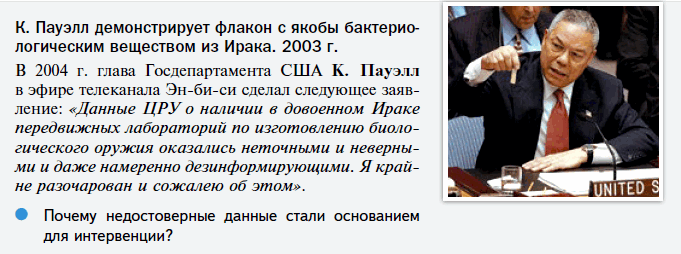 К. Пауэлл демонстрирует флакон с якобы бактерио-
логическим веществом из Ирака. 2003 г.
В 2004 г. глава Госдепартамента США К. Пауэлл
в эфире телеканала Эн-би-си сделал следующее заяв-
ление: «Данные ЦРУ о наличии в довоенном Ираке
передвижных лабораторий по изготовлению биоло-
гического оружия оказались неточными и неверны-
ми и даже намеренно дезинформирующими. Я край-
не разочарован и сожалею об этом».
Почему недостоверные данные стали основанием
для интервенции?
UNITED S